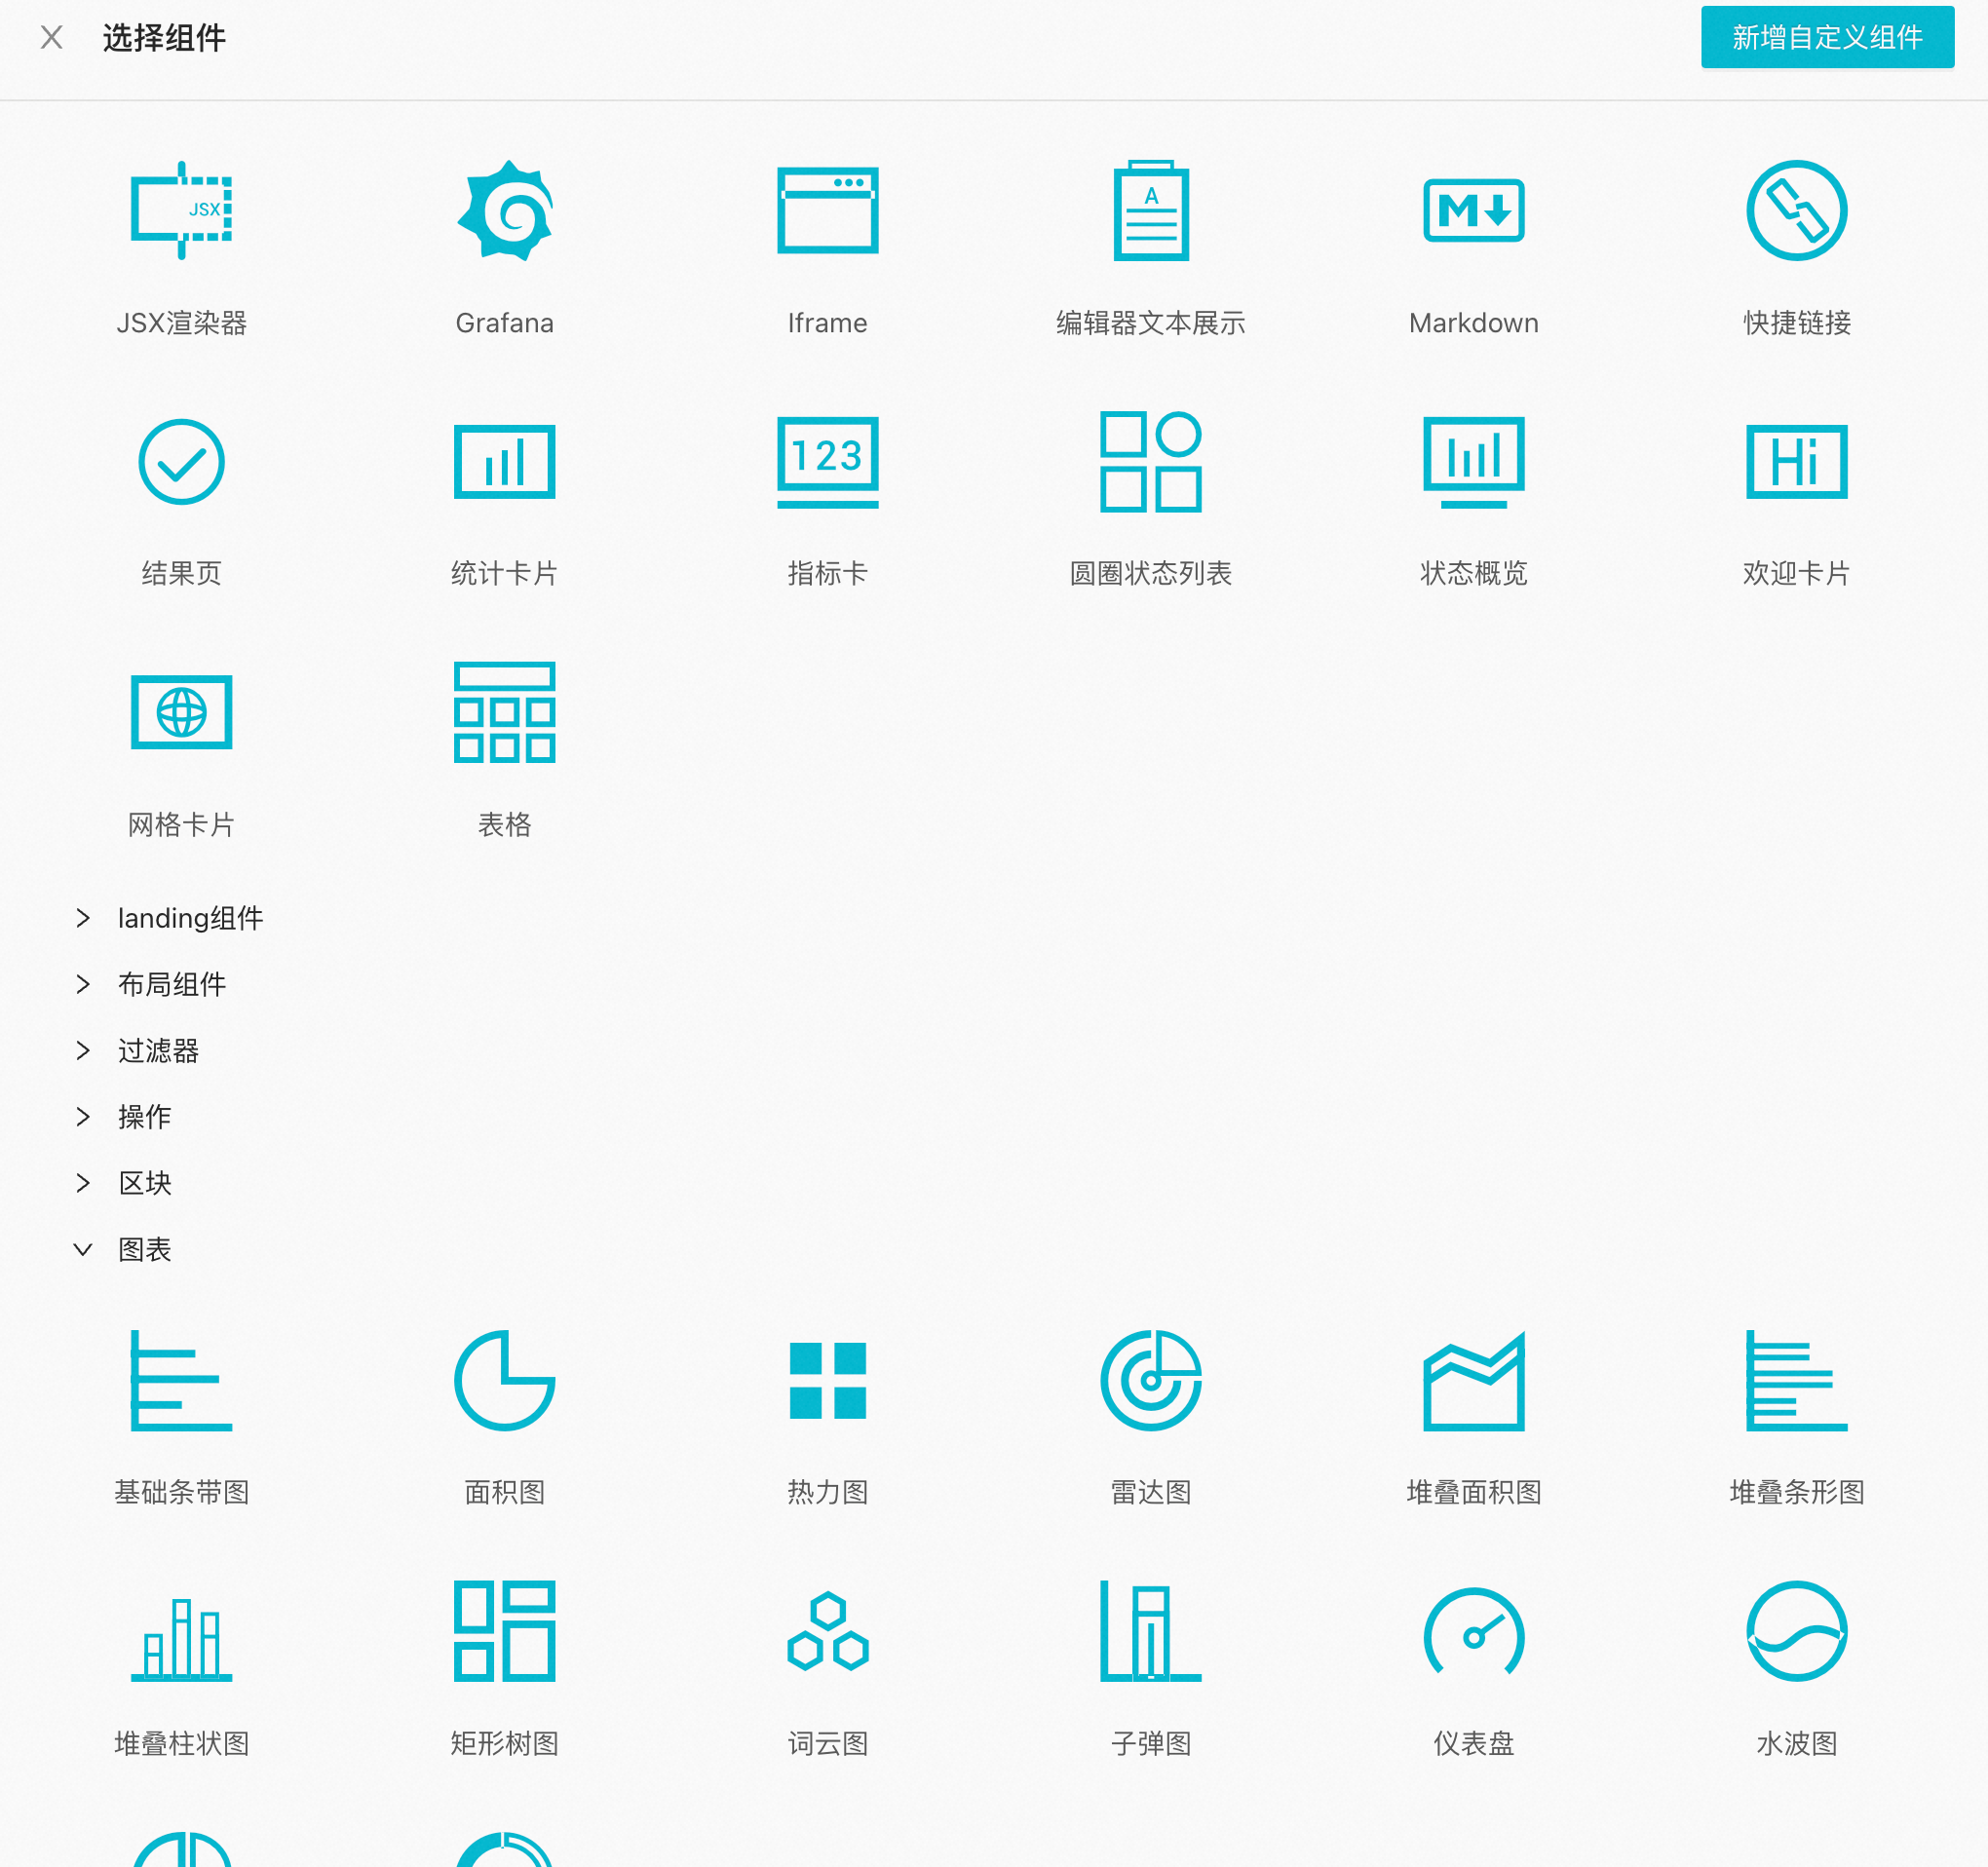 选择组件
新增自定义组件
JSX
A
M
JSX渲染器
Grafana
Iframe
编辑器文本展示
Markdown
快捷链接
123
Hi
结果页
统计卡片
指标卡
圆圈状态列表
状态概览
欢迎卡片
网格卡片
表格
landing组件
布局组件
过滤器
操作
区块
图表
基础条带图
面积图
热力图
雷达图
堆叠面积图
堆叠条形图
堆叠柱状图
矩形树图
词云图
子弹图
仪表盘
水波图